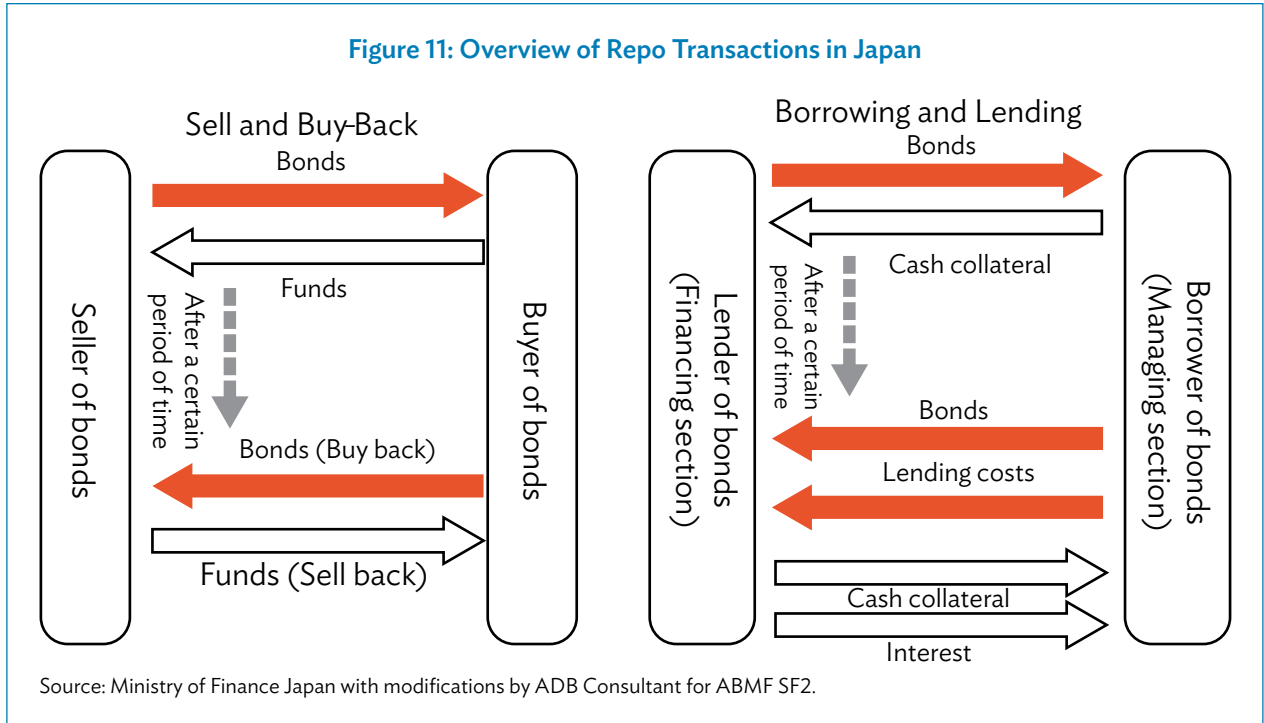 Figure 11: Overview of Repo Transactions in Japan
Sell and Buy-Back
Bonds
Funds
After a certain
period of time
Bonds (Buy back)
Funds (Sell back)
Seller of bonds
Buyer of bonds
Borrowing and Lending
Bonds
Cash collateral
After a certain
period of time
Bonds
Lending costs
Cash collateral
Interest
Lender of bonds
(Financing section)
Borrower of bonds
(Managing section)
Source: Ministry of Finance Japan with modifications by ADB Consultant for ABMF SF2.